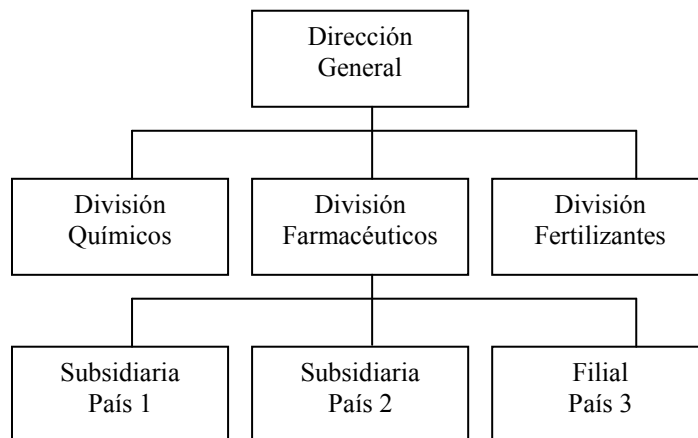 Dirección
General
División
Químicos
División
Farmacéuticos
División
Fertilizantes
Subsidiaria
País 1
Subsidiaria
País 2
Filial
País 3